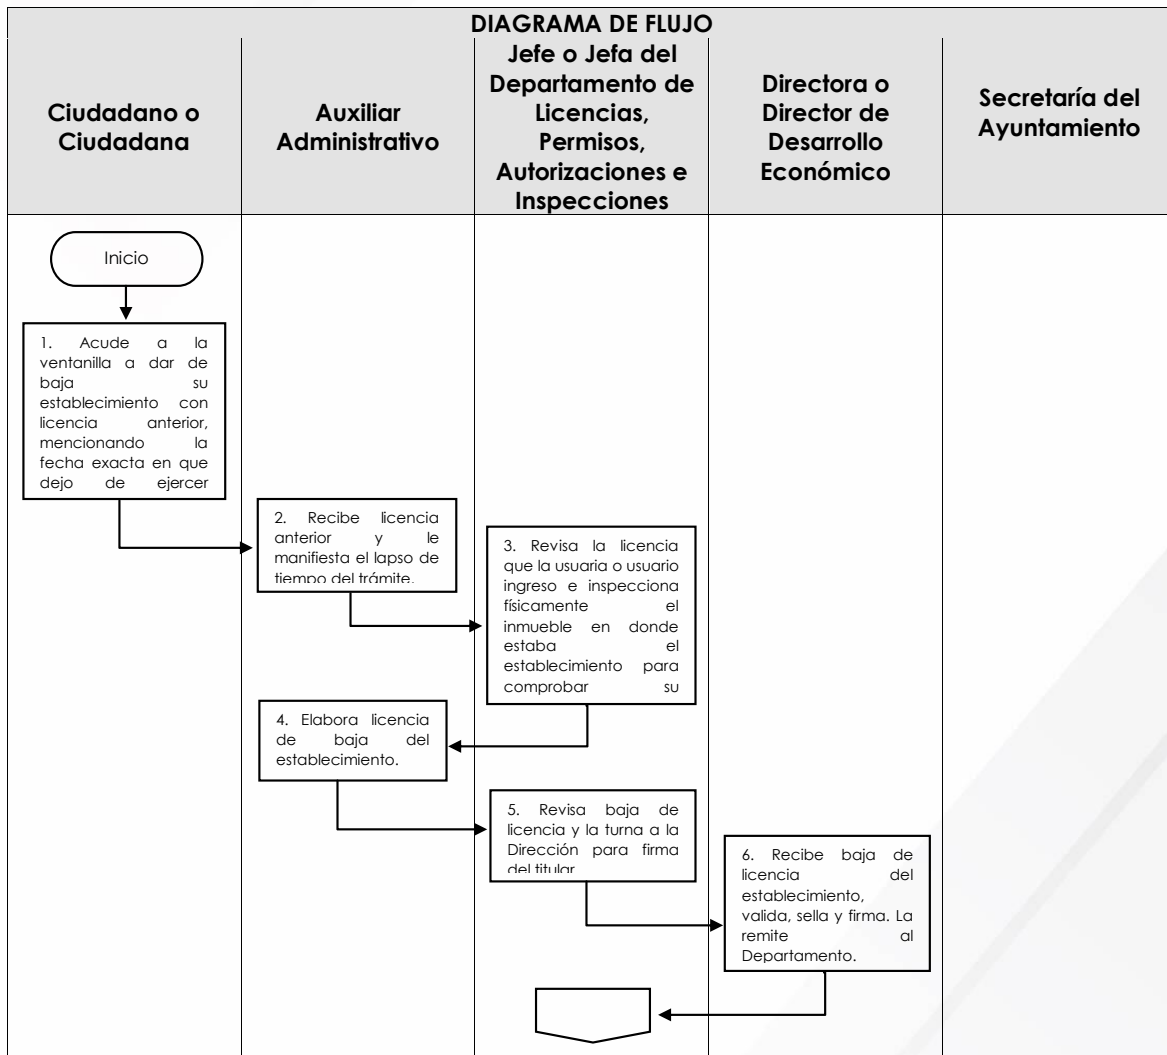 DIAGRAMA DE FLUJO
Ciudadano o
Ciudadana
Auxiliar
Administrativo
Jefe o Jefa del
Departamento de
Licencias,
Permisos,
Autorizaciones e
Inspecciones
Directora o
Director de
Desarrollo
Económico
Secretaría del
Ayuntamiento
Inicio
1. Acude a la
ventanilla a dar de
baja su
establecimiento con
licencia anterior,
mencionando la
fecha exacta en que
dejo de ejercer
2. Recibe licencia
anterior y le
manifiesta el lapso de
tiempo del trámite.
3. Revisa la licencia
que la usuaria o usuario
ingreso e inspecciona
físicamente el
inmueble en donde
estaba el
establecimiento para
comprobar su
4. Elabora licencia
de baja del
establecimiento.
5. Revisa baja de
licencia y la turna a la
Dirección para firma
del titular
6. Recibe baja de
licencia del
establecimiento,
valida, sella y firma. La
remite al
Departamento.